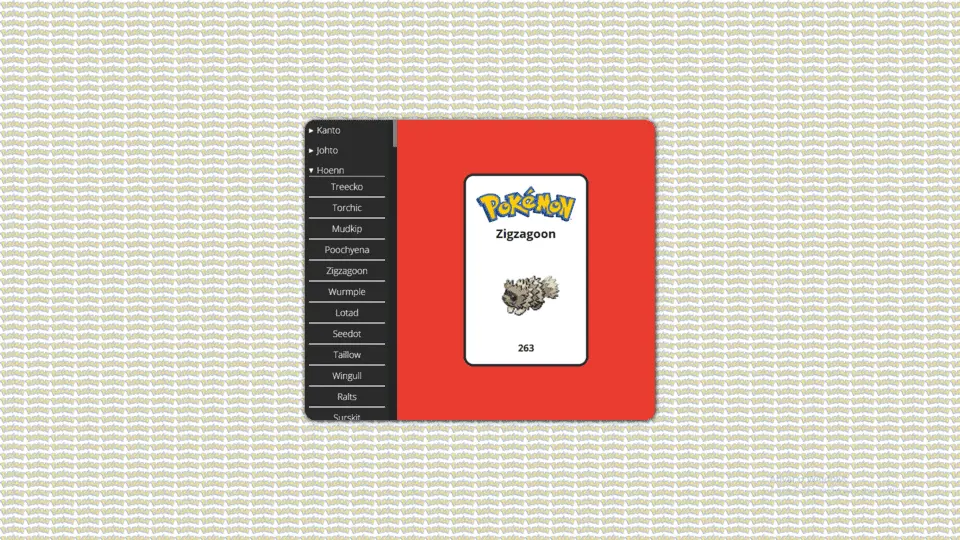 ▸ Kanto
▸ Johto
▾ Hoenn
Treecko
Torchic
Mudkip
Poochyena
Zigzagoon
Wurmple
Lotad
Seedot
Taillow
Wingull
Ralts
Surskit
POKéMON
Zigzagoon
263